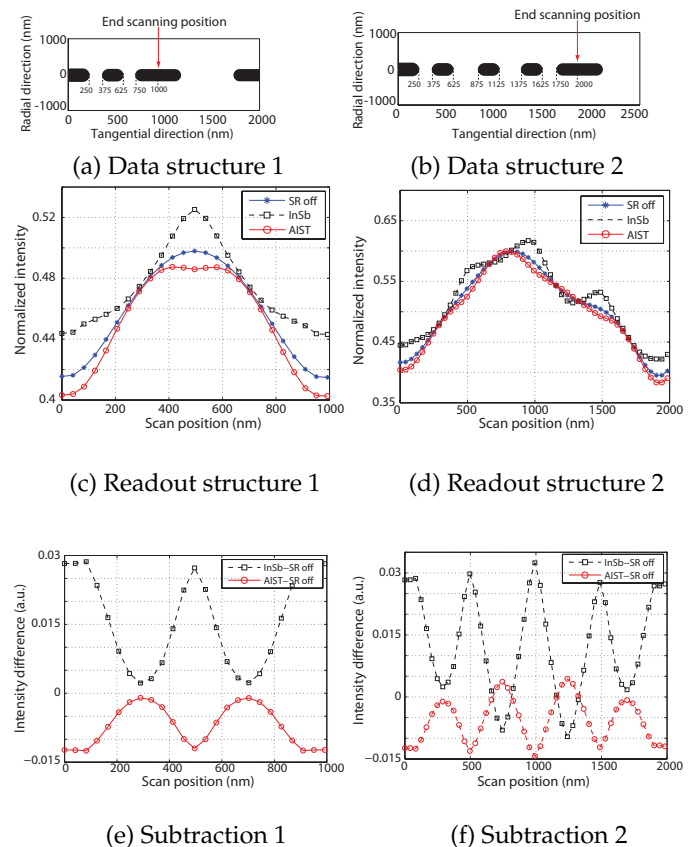 End scanning position
Radial direction (nm)
1000
0
-1000
250 375 625 750 1000
0 500 1000 1500 2000 2500
Tangential direction (nm)
(a) Data structure 1
End scanning position
Radial direction (nm)
1000
0
-1000
250 375 625 875 1125 1375 1625 1750 2000
0 500 1000 1500 2000 2500
Tangential direction (nm)
(b) Data structure 2
Normalized intensity
0.52
0.48
0.44
0.4
SR off
InSb
AIST
0 200 400 600 800 1000
Scan position (nm)
(c) Readout structure 1
Normalized intensity
0.65
0.55
0.45
0.35
SR off
InSb
AIST
0 500 1000 1500 2000
Scan position (nm)
(d) Readout structure 2
Intensity difference (a.u.)
0.03
0.015
0
−0.015
InSb−SR off
AIST−SR off
0 200 400 600 800 1000
Scan position (nm)
(e) Subtraction 1
Intensity difference (a.u.)
0.03
0.015
0
−0.015
InSb−SR off
AIST−SR off
0 500 1000 1500 2000
Scan position (nm)
(f) Subtraction 2